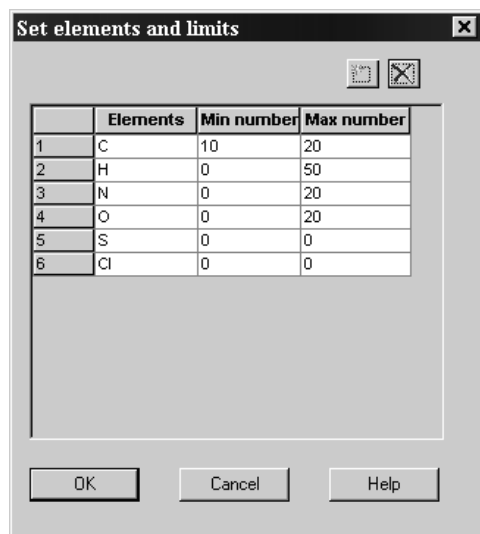 Set elements and limits
Elements Min number Max number
1 C 10 20
2 H 0 50
3 N 0 20
4 O 0 20
5 S 0 0
6 Cl 0 0
OK Cancel Help